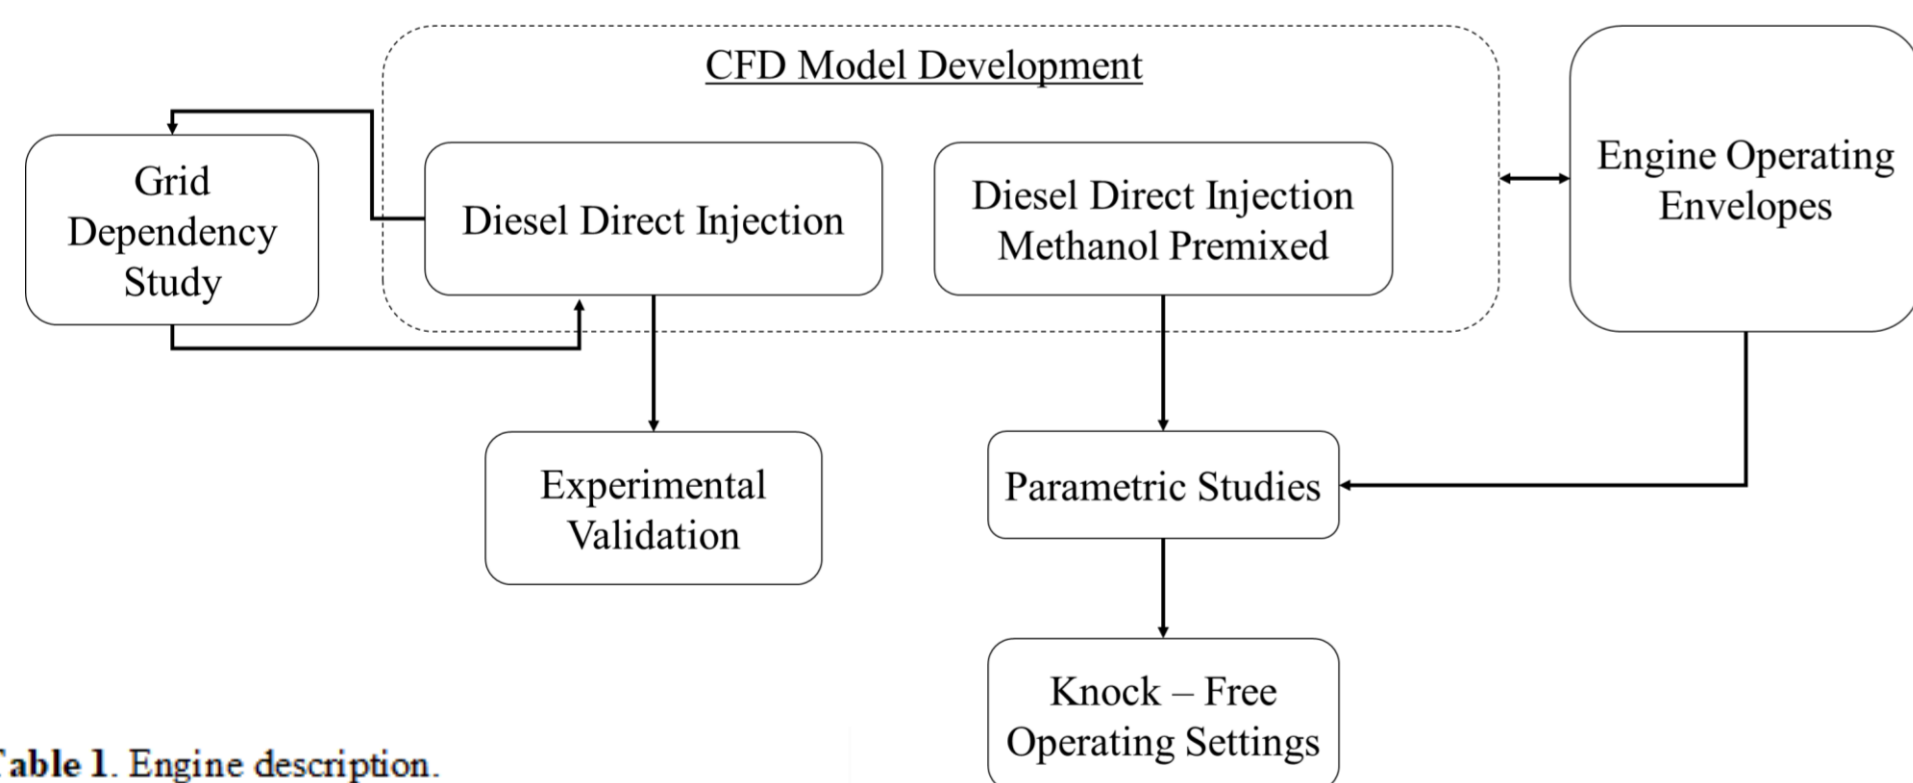 CFD Model Development
Grid
Dependency
Study
Diesel Direct Injection
Diesel Direct Injection
Methanol Premixed
Engine Operating
Envelopes
Experimental
Validation
Parametric Studies
Knock – Free
Operating Settings
Table 1. Engine description.